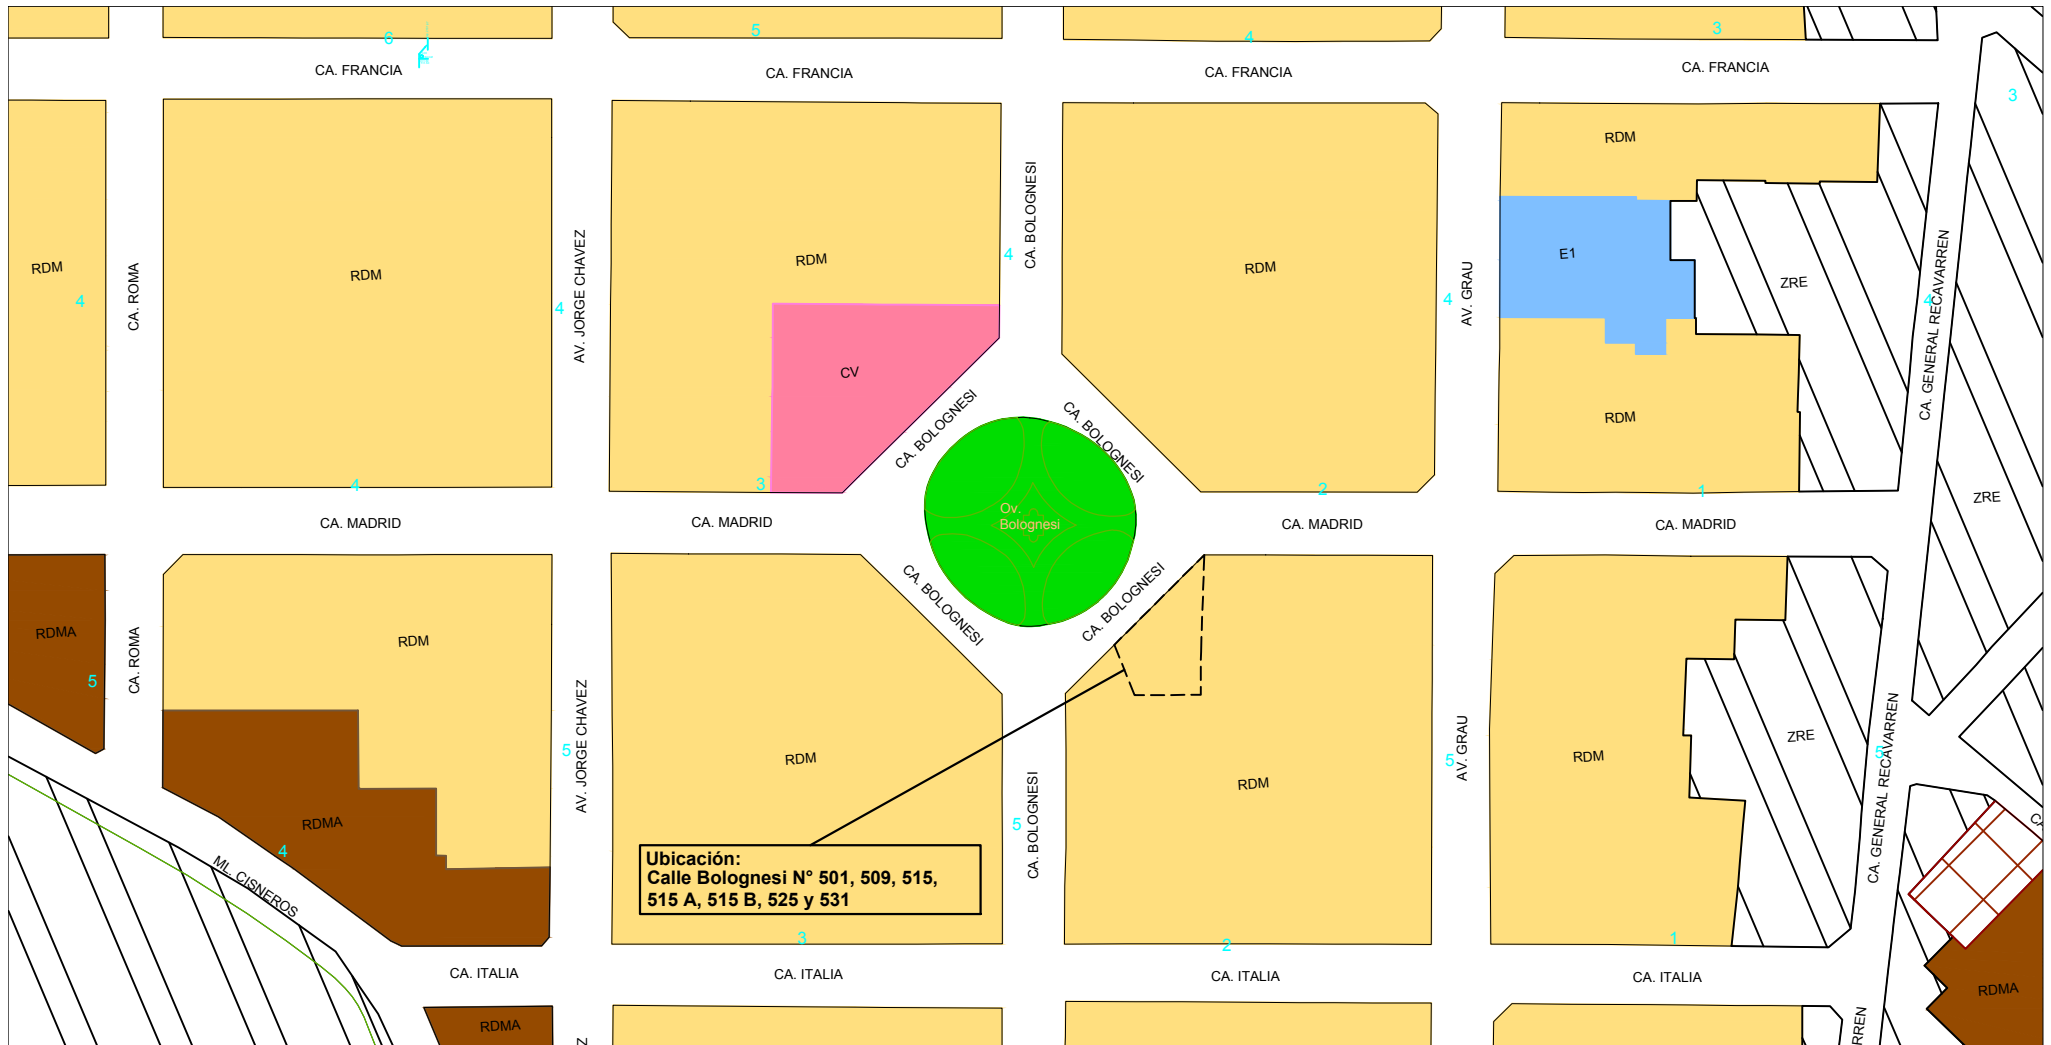 6
5
4
3
CA. FRANCIA
CA. FRANCIA
CA. FRANCIA
CA. FRANCIA
3
RDM
RDM
4
CA. ROMA
RDM
4
AV. JORGE CHAVEZ
4
RDM
CV
3
CA. BOLOGNESI
4
RDM
2
AV. GRAU
4
E1
RDM
1
ZRE
CA. GENERAL RECAVARREN
4
ZRE
CA. BOLOGNESI
CA. BOLOGNESI
Ov.
Bolognesi
CA. MADRID
CA. MADRID
CA. MADRID
CA. MADRID
CA. BOLOGNESI
CA. BOLOGNESI
RDMA
5
CA. ROMA
RDM
RDMA
4
ML. CISNEROS
AV. JORGE CHAVEZ
5
RDM
Ubicación:
Calle Bolognesi N° 501, 509, 515,
515 A, 515 B, 525 y 531
3
CA. BOLOGNESI
5
RDM
2
AV. GRAU
5
RDM
1
ZRE
CA. GENERAL RECAVARREN
5
CA. ITALIA
CA. ITALIA
CA. ITALIA
CA. ITALIA
RDMA
RDMA
RREN